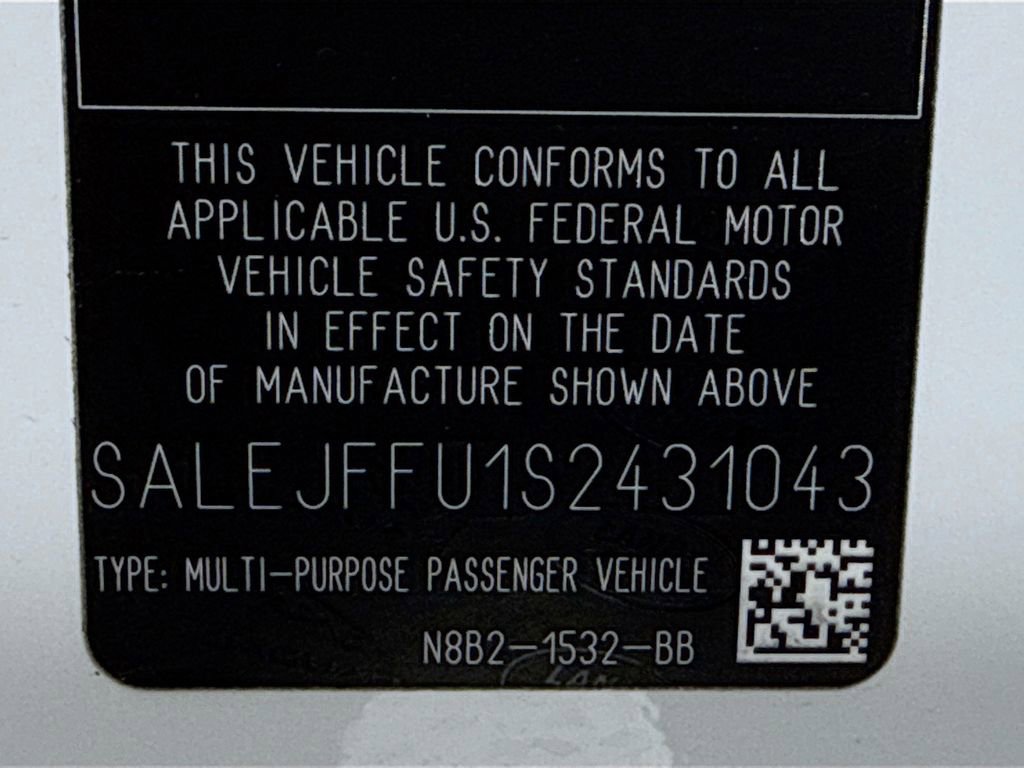 THIS VEHICLE CONFORMS TO ALL
APPLICABLE U.S. FEDERAL MOTOR
VEHICLE SAFETY STANDARDS
IN EFFECT ON THE DATE
OF MANUFACTURE SHOWN ABOVE
SALEJFFU1S2431043
TYPE: MULTI-PURPOSE PASSENGER VEHICLE
N8B2-1532-BB